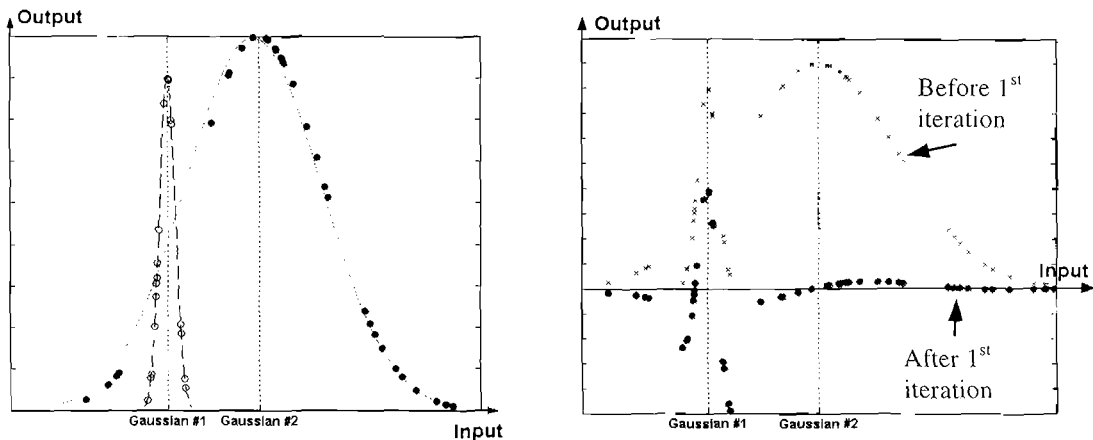 Output
Gaussian #1 Gaussian #2
Input
Output
Before 1st
iteration
Input
After 1st
iteration
Gaussian #1
Gaussian #2